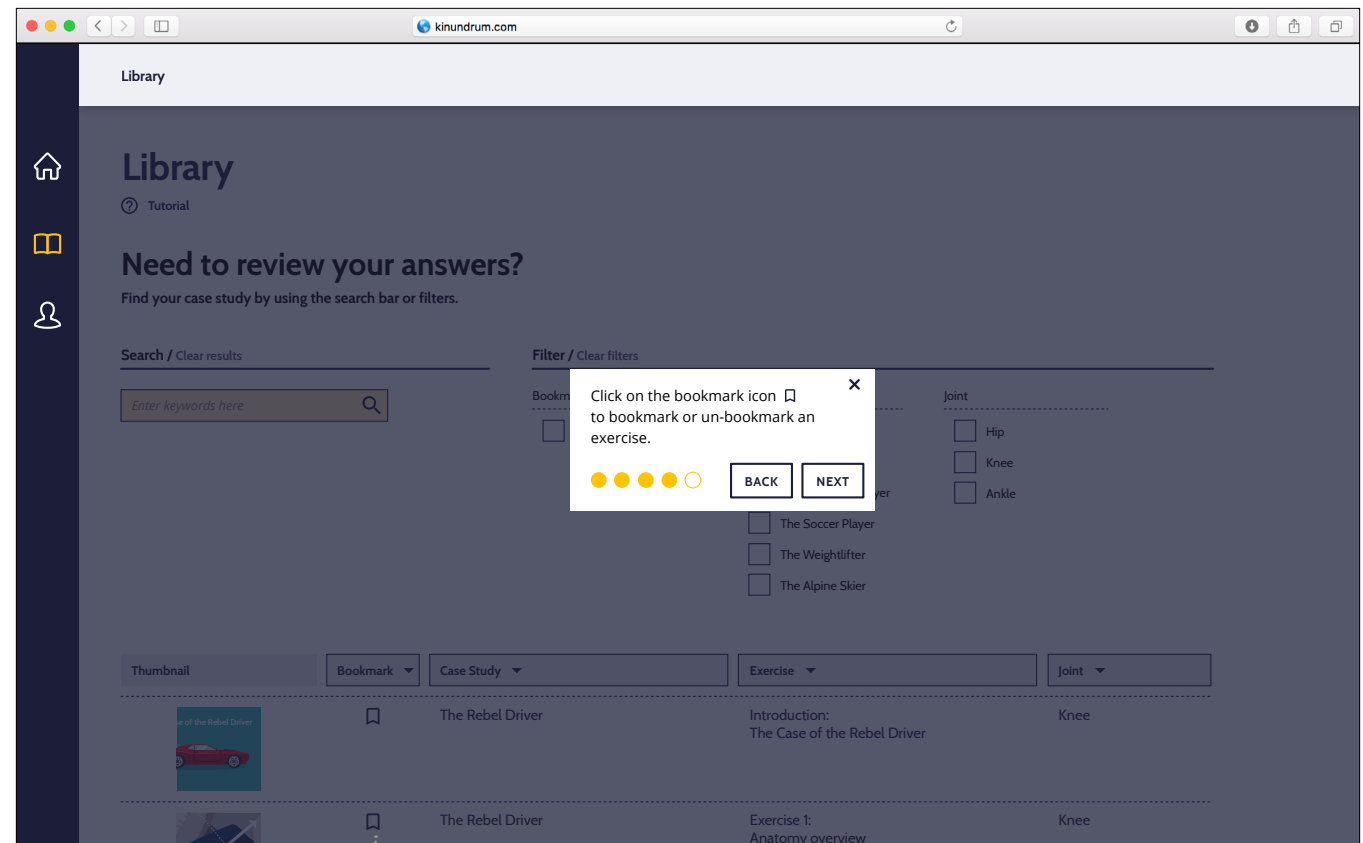 kinundrum.com
Library
Library
Tutorial
Need to review your answers?
Find your case study by using the search bar or filters.
Search / Clear results
Filter / Clear filters
Enter keywords here
Click on the bookmark icon
to bookmark or un-bookmark an
exercise.
BACK
NEXT
The Soccer Player
The Weightlifter
The Alpine Skier
Joint
Hip
Knee
Ankle
Thumbnail
Bookmark
Case Study
Exercise
Joint
of the Rebel Driver
The Rebel Driver
Introduction:
The Case of the Rebel Driver
Knee
The Rebel Driver
Exercise 1:
Anatomy overview
Knee